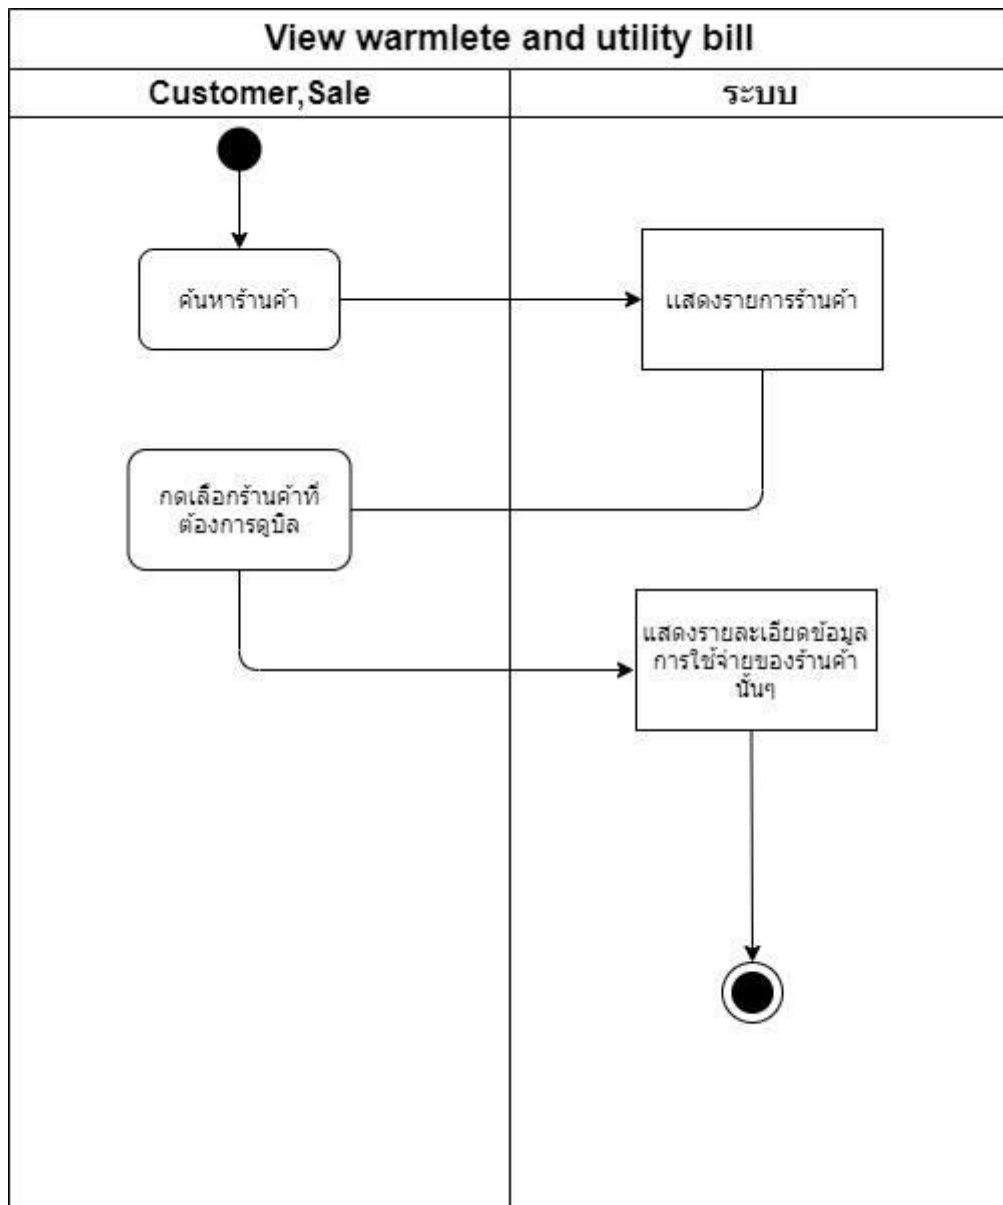 View warmlete and utility bill
Customer,Sale
ระบบ
ค้นหาร้านค้า
แสดงรายการร้านค้า
กดเลือกร้านค้าที่
ต้องการดูบิล
แสดงรายละเอียดข้อมูล
การใช้จ่ายของร้านค้า
นั้นๆ